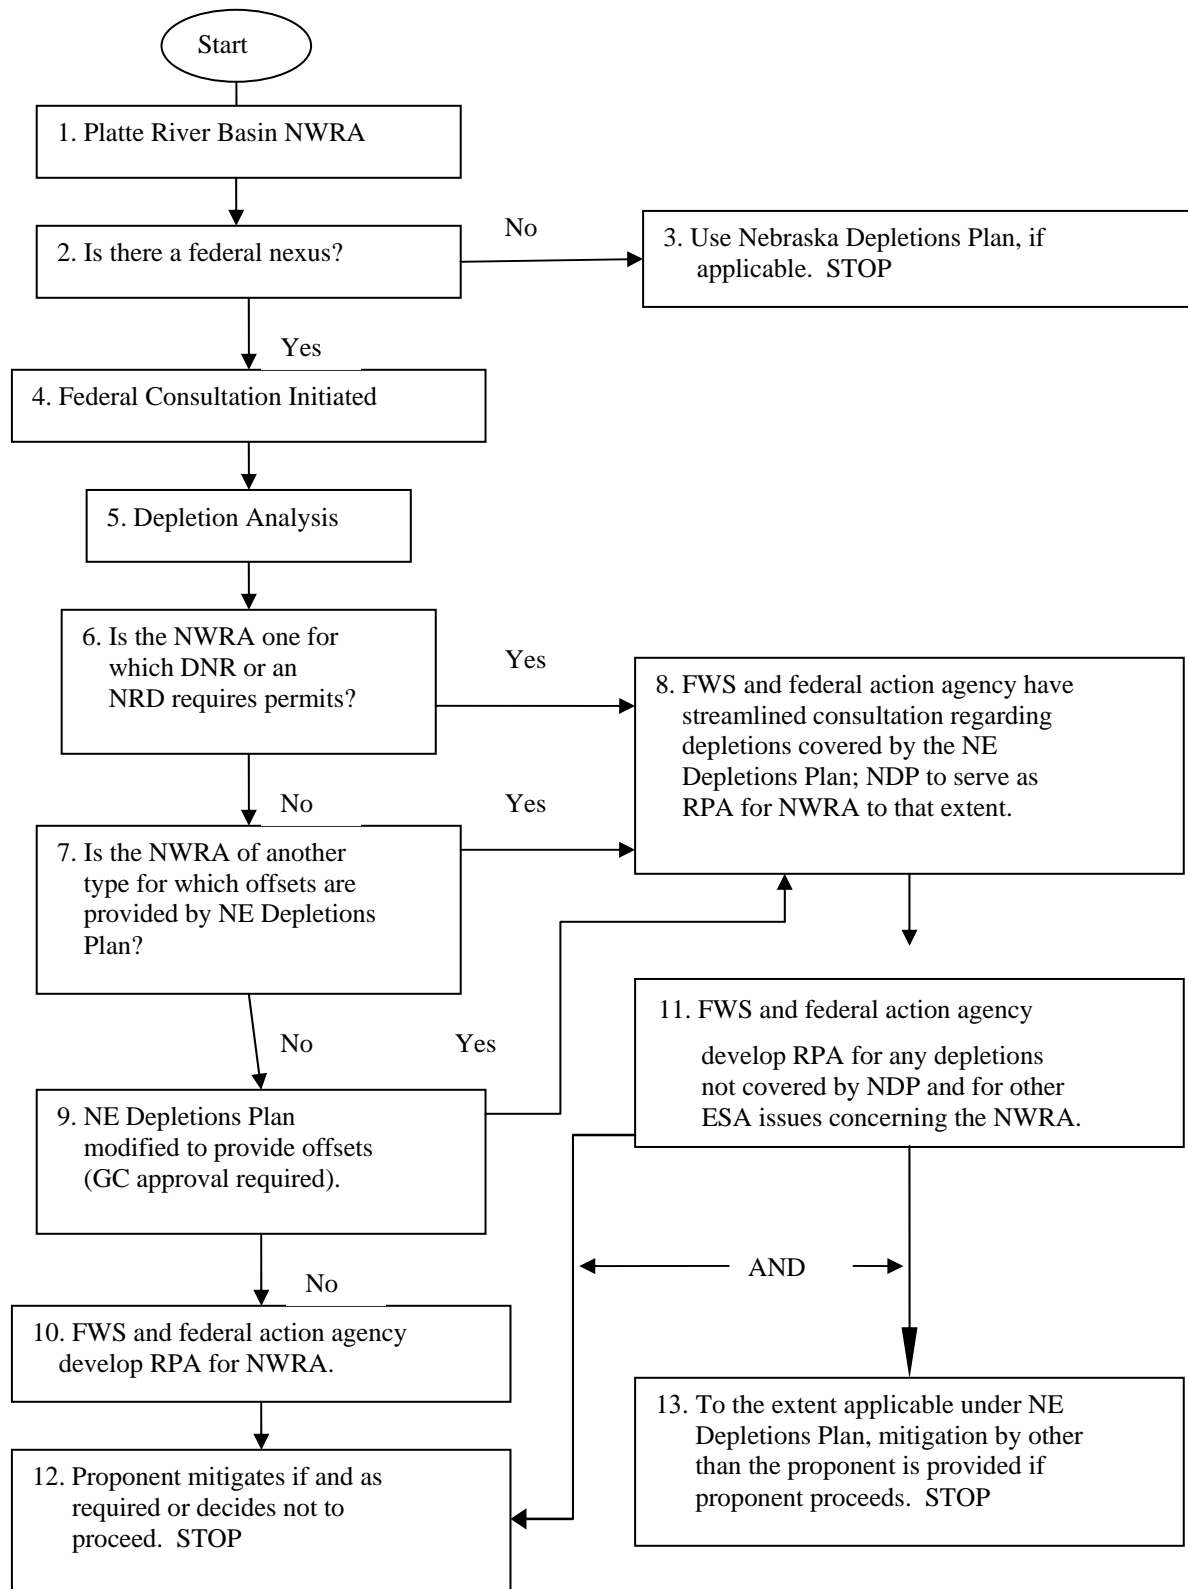 Start
1. Platte River Basin NWRA
2. Is there a federal nexus?
No
3. Use Nebraska Depletions Plan, if
applicable. STOP
Yes
4. Federal Consultation Initiated
5. Depletion Analysis
6. Is the NWRA one for
which DNR or an
NRD requires permits?
Yes
8. FWS and federal action agency have
streamlined consultation regarding
depletions covered by the NE
Depletions Plan; NDP to serve as
RPA for NWRA to that extent.
No
Yes
7. Is the NWRA of another
type for which offsets are
provided by NE Depletions
Plan?
No
Yes
11. FWS and federal action agency
develop RPA for any depletions
not covered by NDP and for other
ESA issues concerning the NWRA.
9. NE Depletions Plan
modified to provide offsets
(GC approval required).
AND
No
10. FWS and federal action agency
develop RPA for NWRA.
12. Proponent mitigates if and as
required or decides not to
proceed. STOP
13. To the extent applicable under NE
Depletions Plan, mitigation by other
than the proponent is provided if
proponent proceeds. STOP